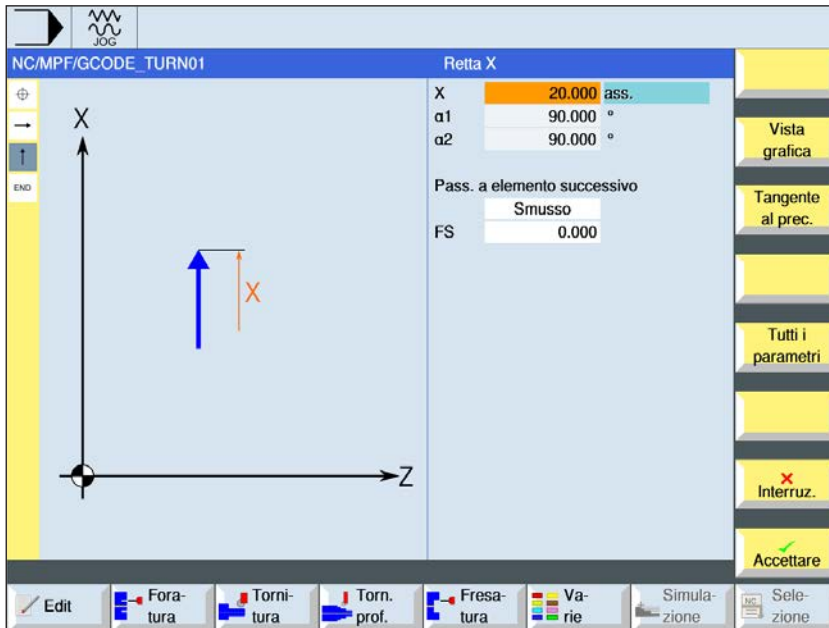 JOG
NC/MPF/GCODE_TURN01
Retta X
X 20.000 ass.
α1 90.000 °
α2 90.000 °
Pass. a elemento successivo
Smusso
FS 0.000
END
X
X
Z
Vista
grafica
Tangente
al prec.
Tutti i
parametri
Interruz.
Accettare
Edit
Fora-
tura
Torni-
tura
Torn.
prof.
Fresa-
tura
Va-
rie
Simula-
zione
NC
Sele-
zione